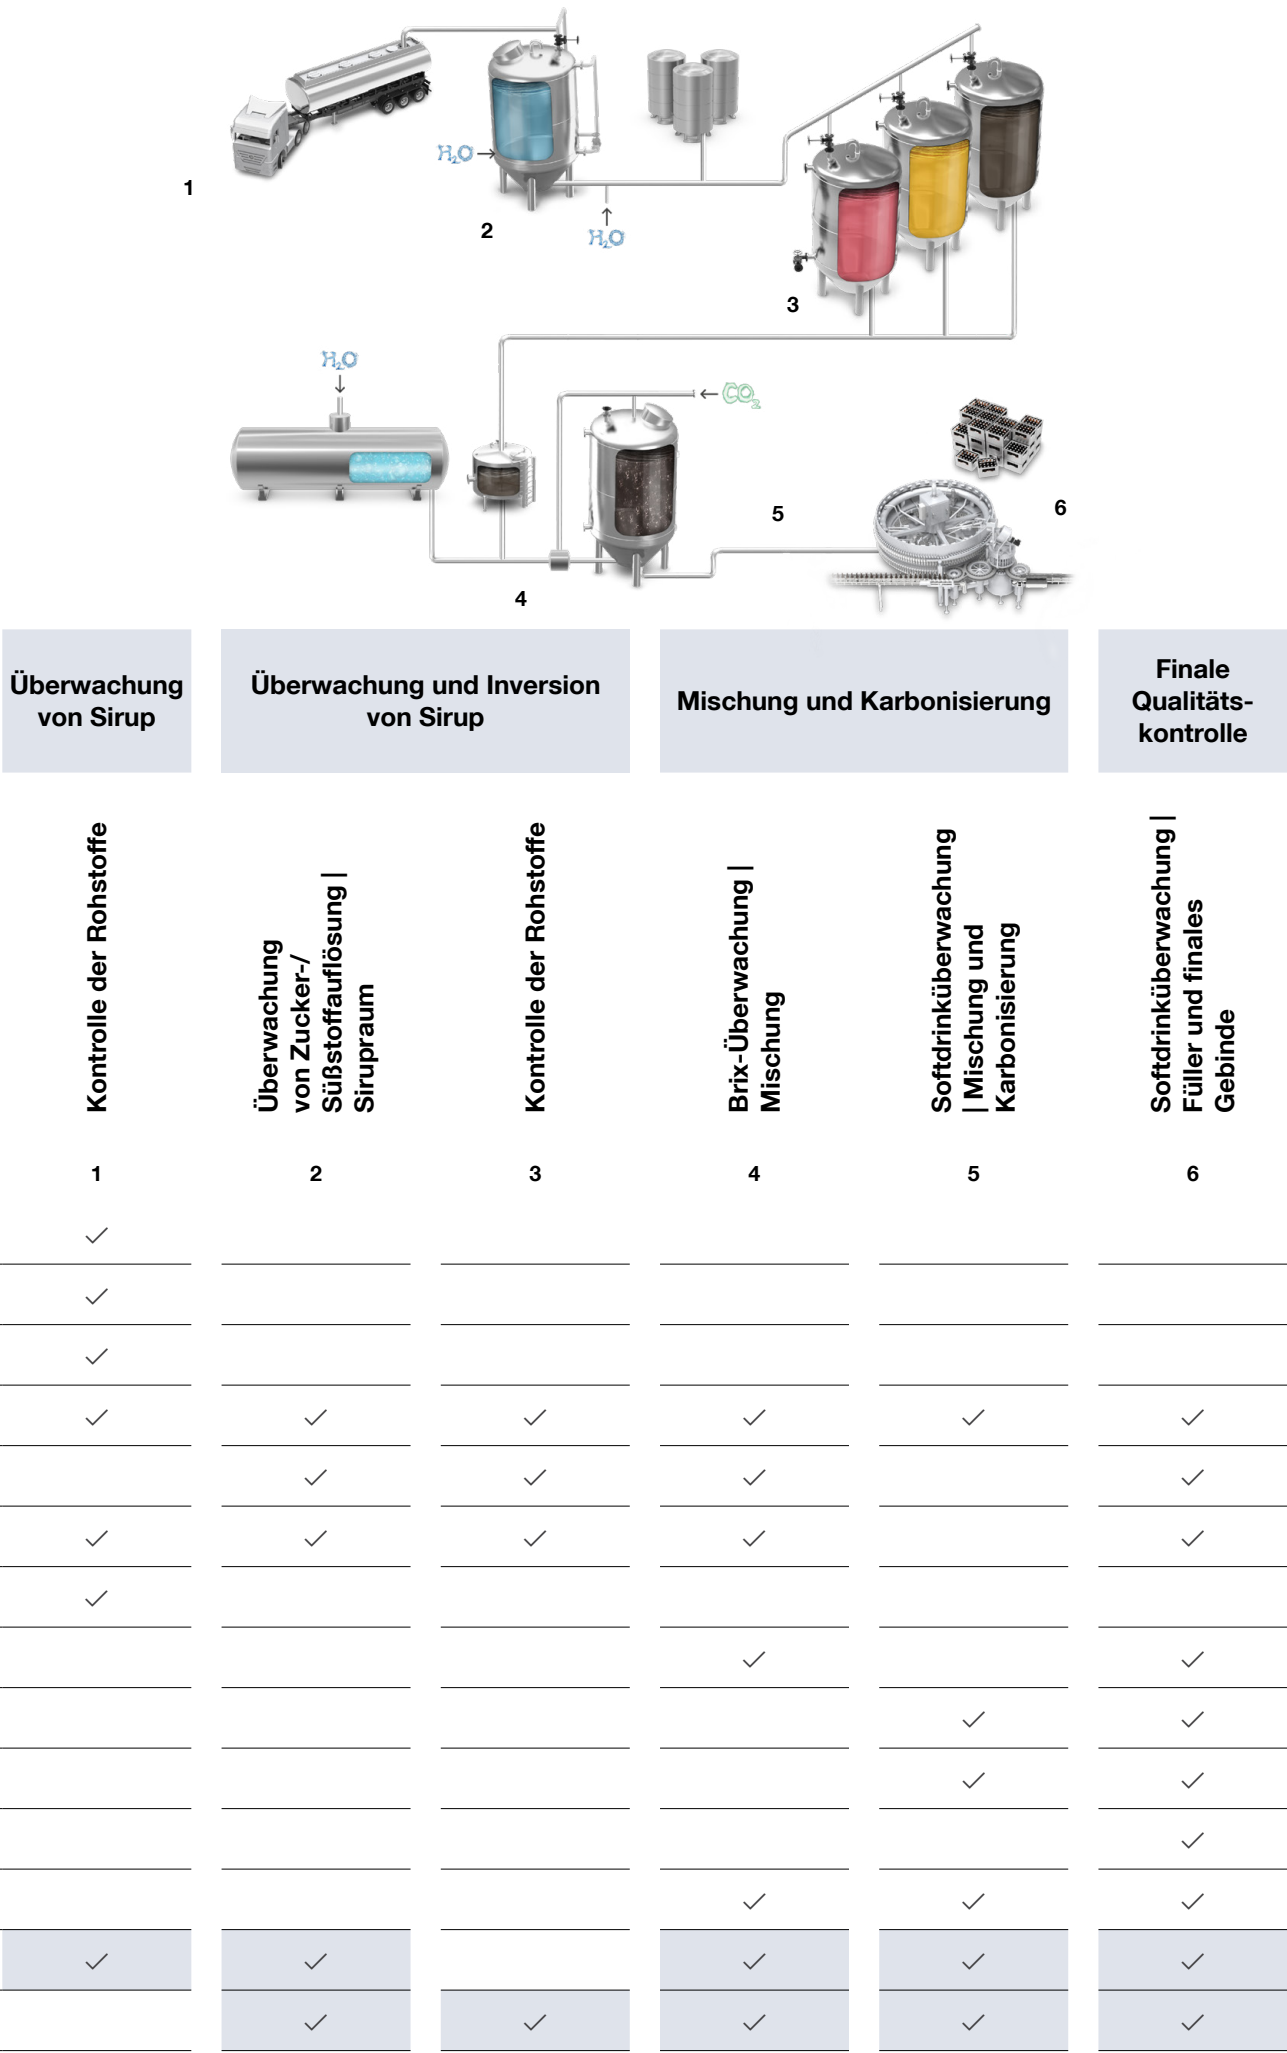 1
H₂O
2
H₂O
3
H₂O
CO₂
4
5
6
Überwachung
von Sirup
Überwachung und Inversion
von Sirup
Mischung und Karbonisierung
Finale
Qualitäts-
kontrolle
Kontrolle der Rohstoffe
Überwachung
von Zucker-/
Süßstoffauflösung |
Sirupraum
Kontrolle der Rohstoffe
Brix-Überwachung |
Mischung
Softdrinküberwachung
| Mischung und
Karbonisierung
Softdrinküberwachung |
Füller und finales
Gebinde
1 2 3 4 5 6
✓
✓
✓
✓ ✓ ✓ ✓ ✓ ✓
✓ ✓ ✓ ✓
✓ ✓ ✓ ✓ ✓
✓
✓ ✓
✓ ✓
✓ ✓
✓
✓ ✓ ✓
✓ ✓ ✓ ✓ ✓
✓ ✓ ✓ ✓ ✓